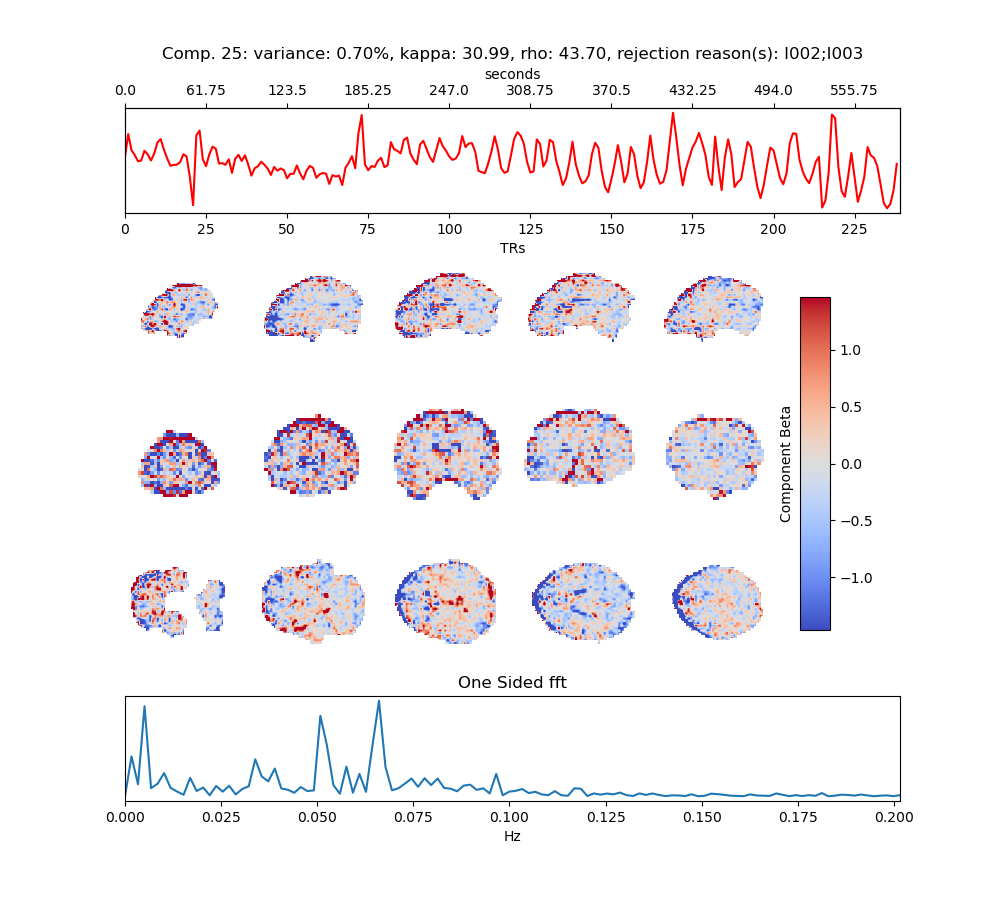 Comp. 25: variance: 0.70%, kappa: 30.99, rho: 43.70, rejection reason(s): I002;I003
seconds
0.0 61.75 123.5 185.25 247.0 308.75 370.5 432.25 494.0 555.75
0 25 50 75 100 125 150 175 200 225
TRs
1.0
0.5
0.0
−0.5
−1.0
Component Beta
One Sided fft
0.000 0.025 0.050 0.075 0.100 0.125 0.150 0.175 0.200
Hz